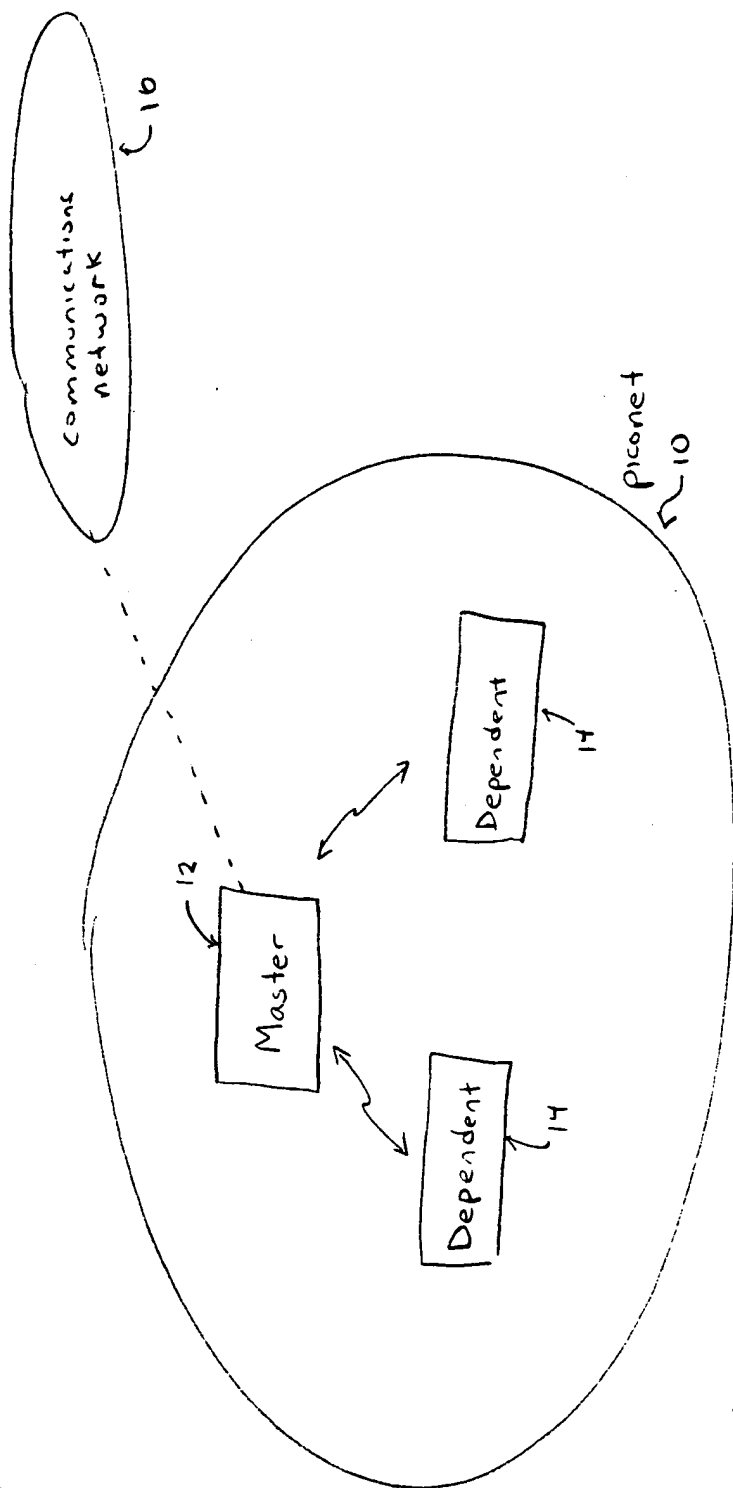 communications
network
16
Master
12
Dependent
14
Dependent
14
piconet
10